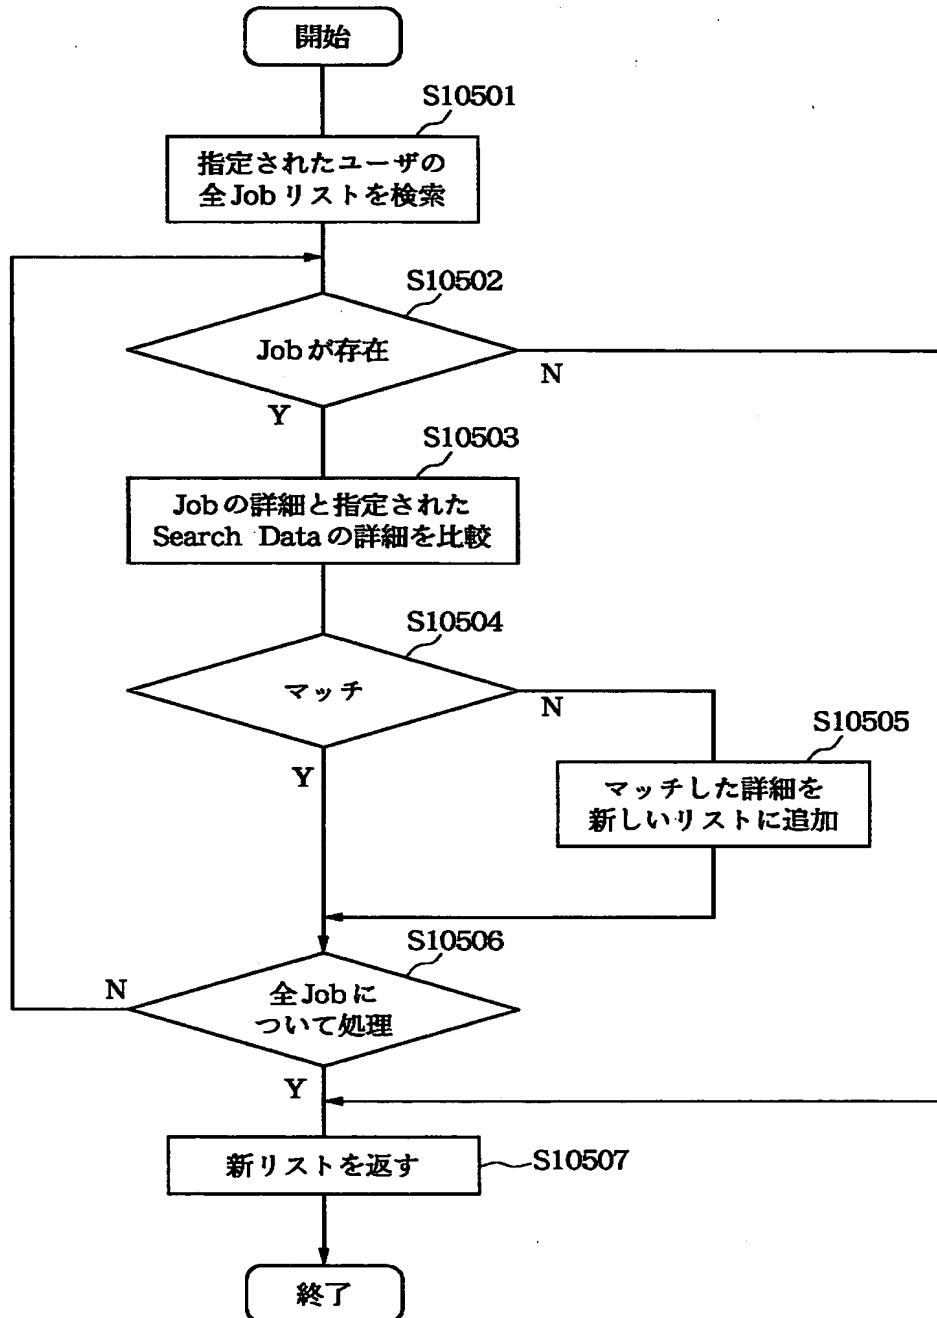 開始
S10501
指定されたユーザの
全Jobリストを検索
S10502
Jobが存在
N
Y
S10503
Jobの詳細と指定された
Search Dataの詳細を比較
S10504
マッチ
N
Y
S10505
マッチした詳細を
新しいリストに追加
S10506
全Jobに
ついて処理
N
Y
新リストを返す
S10507
終了